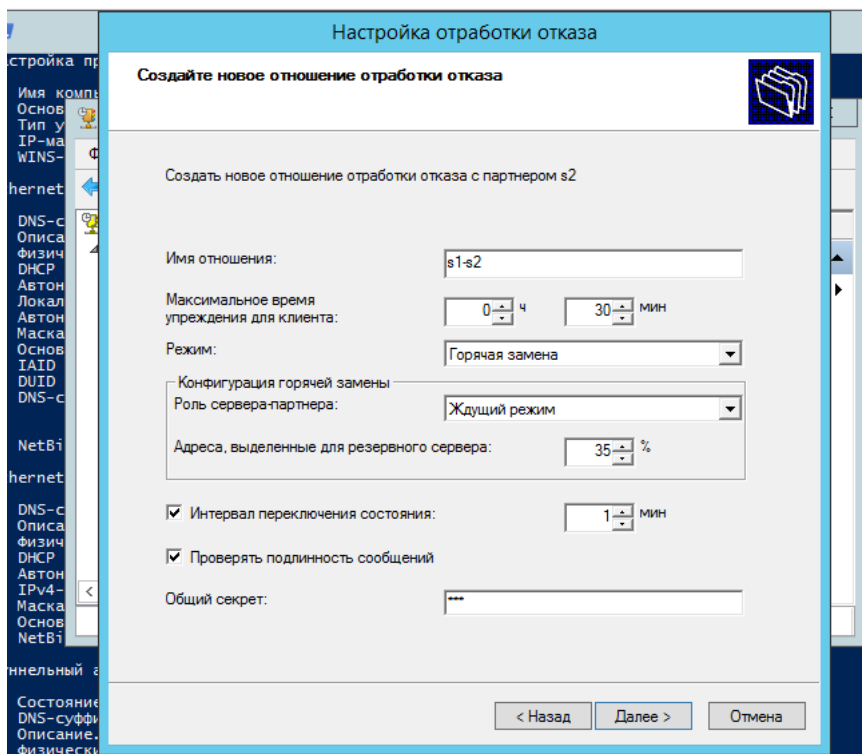 Настройка отработки отказа
Создайте новое отношение отработки отказа
Создать новое отношение отработки отказа с партнером s2
Имя отношения: s1-s2
Максимальное время
упреждения для клиента: 0 ч 30 мин
Режим: Горячая замена
Конфигурация горячей замены
Роль сервера-партнера: Ждущий режим
Адреса, выделенные для резервного сервера: 35 %
Интервал переключения состояния: 1 мин
Проверять подлинность сообщений
Общий секрет: ***
< Назад Далее > Отмена
стройка пр
Имя компь
Основ
Тип у
IP-ма
WINS-
hernet
DNS-с
Описа
Физич
DHCP
Автон
Локал
Автон
Маска
Основ
IAID
DUID
DNS-с
NetBi
hernet
DNS-с
Описа
Физич
DHCP
Автон
IPv4-
Маска
Основ
NetBi
ннельный а
Состояние
DNS-суффи
Описание.
Физически